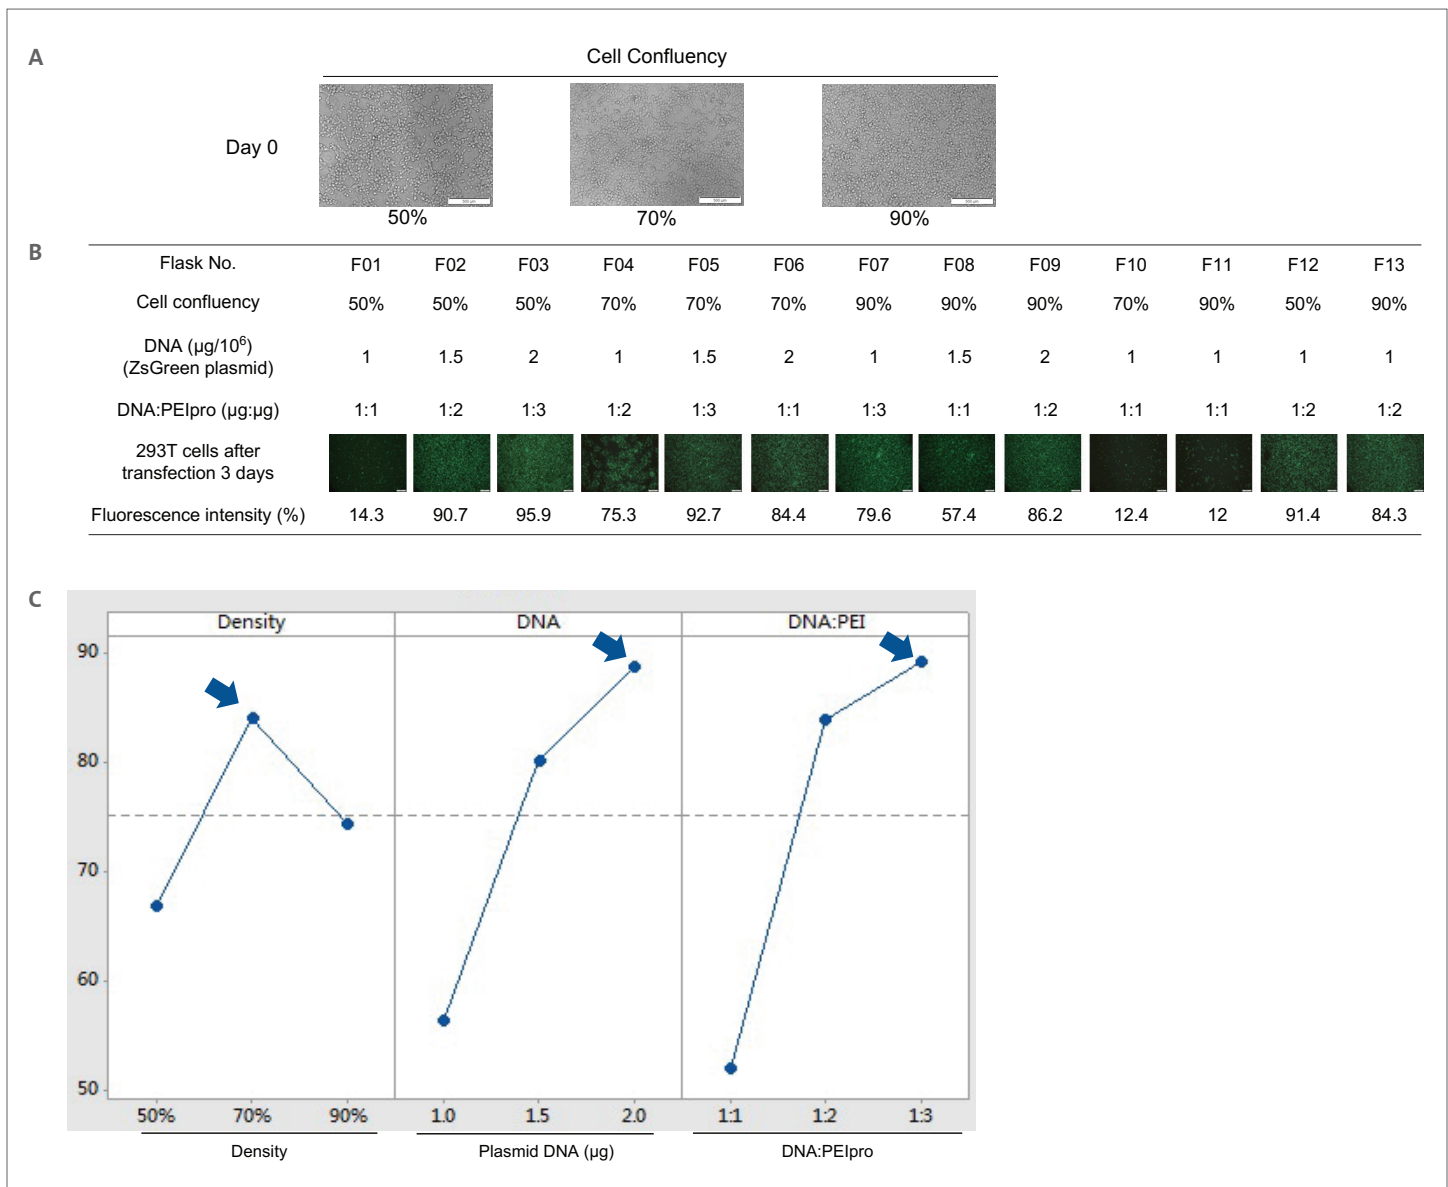 A
Cell Confluency
Day 0
50% 70% 90%
B
Flask No. F01 F02 F03 F04 F05 F06 F07 F08 F09 F10 F11 F12 F13
Cell confluency 50% 50% 50% 70% 70% 70% 90% 90% 90% 70% 90% 50% 90%
DNA (µg/10⁶)
(ZsGreen plasmid) 1 1.5 2 1 1.5 2 1 1.5 2 1 1 1 1
DNA:PEIpro (µg:µg) 1:1 1:2 1:3 1:2 1:3 1:1 1:3 1:1 1:2 1:1 1:1 1:2 1:2
293T cells after
transfection 3 days
Fluorescence intensity (%) 14.3 90.7 95.9 75.3 92.7 84.4 79.6 57.4 86.2 12.4 12 91.4 84.3
C
Density DNA DNA:PEI
90
80
70
60
50
50% 70% 90% 1.0 1.5 2.0 1:1 1:2 1:3
Density Plasmid DNA (µg) DNA:PEIpro